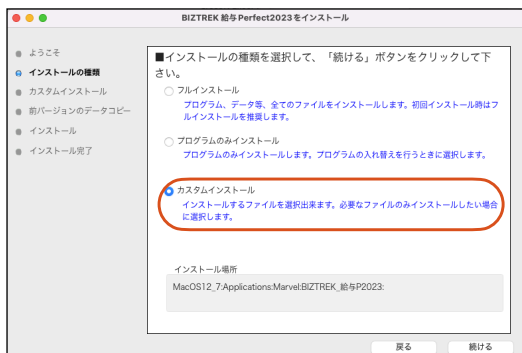 BIZTREK 給与Perfect2023をインストール
ようこそ
インストールの種類
カスタムインストール
前バージョンのデータコピー
インストール
インストール完了
■インストールの種類を選択して、「続ける」ボタンをクリックして下
さい。
フルインストール
プログラム、データ等、全てのファイルをインストールします。初回インストール時はフ
ルインストールを推奨します。
プログラムのみインストール
プログラムのみインストールします。プログラムの入れ替えを行うときに選択します。
カスタムインストール
インストールするファイルを選択出来ます。必要なファイルのみインストールしたい場合
に選択します。
インストール場所
MacOS12_7:Applications:Marvel:BIZTREK_給与P2023:
戻る
続ける